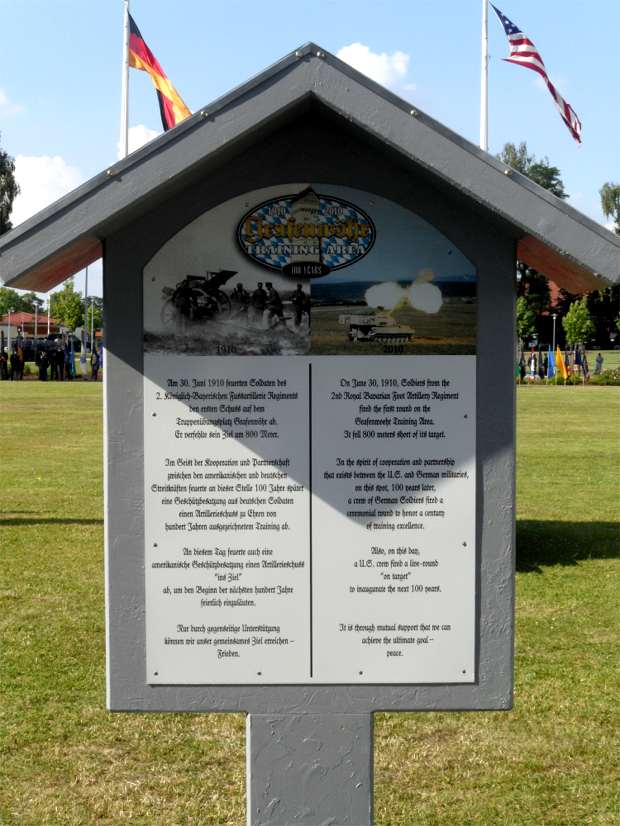 1910 2010
Grafenwöhr
TRAINING AREA
100 YEARS
1910
2010
Am 30. Juni 1910 feuerten Soldaten des
2. Königlich-Bayerischen Fussartillerie Regiments
den ersten Schuss auf dem
Truppenübungsplatz Grafenwöhr ab.
Er verfehlte sein Ziel um 800 Meter.
Im Geist der Kooperation und Partnerschaft
zwischen den amerikanischen und deutschen
Streitkräften feuerte an dieser Stelle 100 Jahre später
eine Geschützbesatzung aus deutschen Soldaten
einen Artillerieschuss zu Ehren von
hundert Jahren ausgezeichnetem Training ab.
An diesem Tag feuerte auch eine
amerikanische Geschützbesatzung einen Artillerieschuss
"ins Ziel"
ab, um den Beginn der nächsten hundert Jahre
feierlich einzuläuten.
Nur durch gegenseitige Unterstützung
können wir unser gemeinsames Ziel erreichen –
Frieden.
On June 30, 1910, Soldiers from the
2nd Royal Bavarian Foot Artillery Regiment
fired the first round on the
Grafenwoehr Training Area.
It fell 800 meters short of its target.
In the spirit of cooperation and partnership
that exists between the U.S. and German militaries,
on this spot, 100 years later,
a crew of German Soldiers fired a
ceremonial round to honor a century
of training excellence.
Also, on this day,
a U.S. crew fired a live-round
"on target"
to inaugurate the next 100 years.
It is through mutual support that we can
achieve the ultimate goal –
peace.